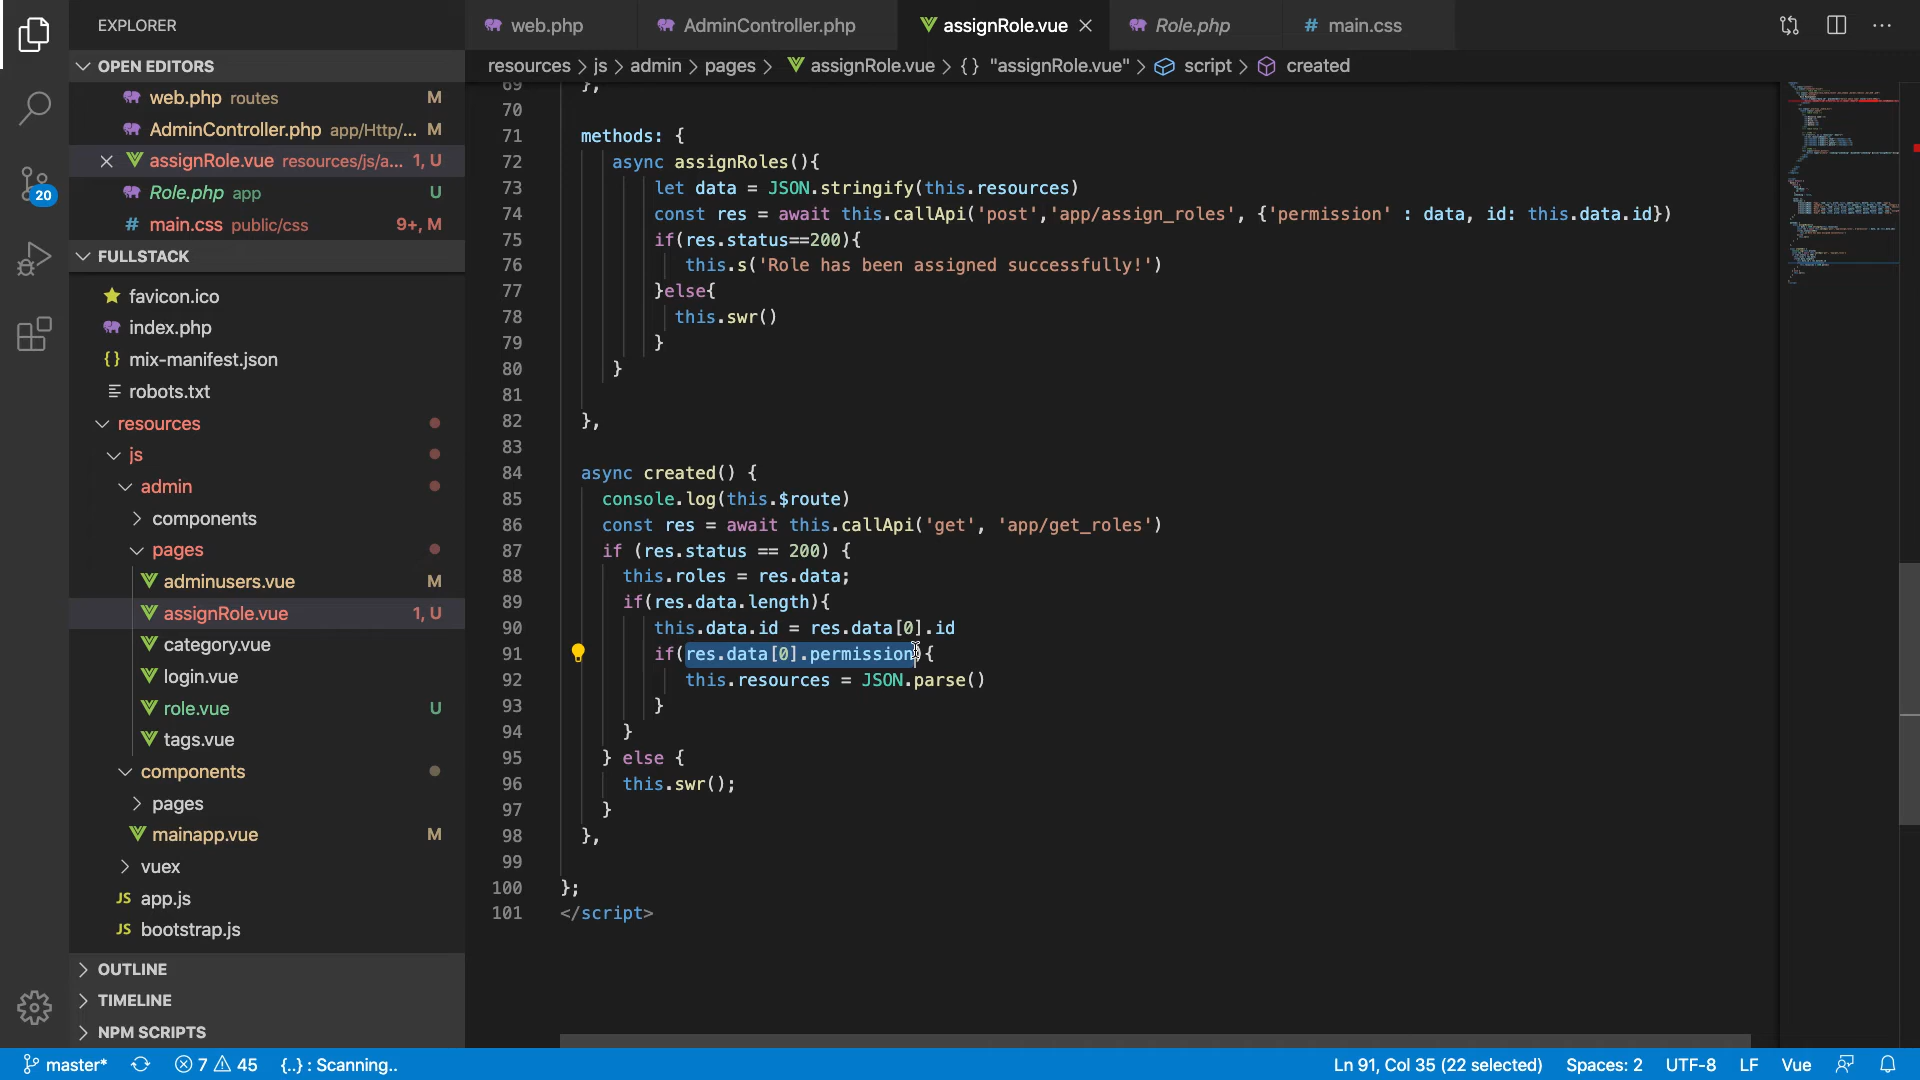 EXPLORER
OPEN EDITORS
web.php routes M
AdminController.php app/Http/... M
assignRole.vue resources/js/a... 1, U
Role.php app U
main.css public/css 9+, M
FULLSTACK
favicon.ico
index.php
mix-manifest.json
robots.txt
resources
js
admin
components
pages
adminusers.vue M
assignRole.vue 1, U
category.vue
login.vue
role.vue U
tags.vue
components
pages
mainapp.vue M
vuex
JS app.js
JS bootstrap.js
OUTLINE
TIMELINE
NPM SCRIPTS
20
web.php AdminController.php assignRole.vue Role.php # main.css
resources > js > admin > pages > assignRole.vue > {} "assignRole.vue" > script > created
69 },
70
71 methods: {
72 async assignRoles(){
73 let data = JSON.stringify(this.resources)
74 const res = await this.callApi('post','app/assign_roles', {'permission' : data, id: this.data.id})
75 if(res.status==200){
76 this.s('Role has been assigned successfully!')
77 }else{
78 this.swr()
79 }
80 }
81
82 },
83
84 async created() {
85 console.log(this.$route)
86 const res = await this.callApi('get', 'app/get_roles')
87 if (res.status == 200) {
88 this.roles = res.data;
89 if(res.data.length){
90 this.data.id = res.data[0].id
91 if(res.data[0].permission){
92 this.resources = JSON.parse()
93 }
94 }
95 } else {
96 this.swr();
97 }
98 },
99
100 };
101 </script>
master* 7 45 {..} : Scanning.. Ln 91, Col 35 (22 selected) Spaces: 2 UTF-8 LF Vue